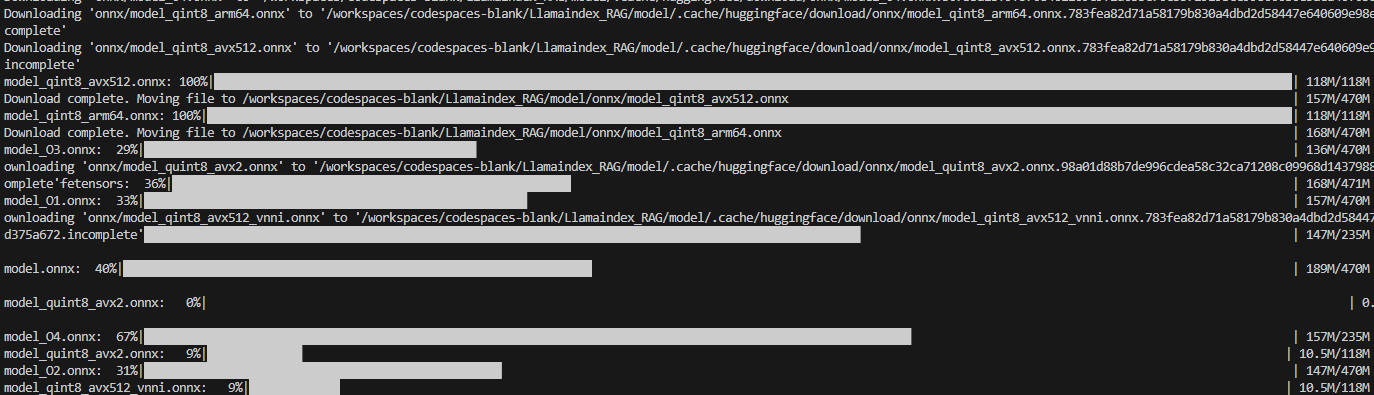 Downloading 'onnx/model_qint8_arm64.onnx' to '/workspaces/codespaces-blank/Llamaindex_RAG/model/.cache/huggingface/download/onnx/model_qint8_arm64.onnx.783fea82d71a58179b830a4dbd2d58447e640609e98e
complete'
Downloading 'onnx/model_qint8_avx512.onnx' to '/workspaces/codespaces-blank/Llamaindex_RAG/model/.cache/huggingface/download/onnx/model_qint8_avx512.onnx.783fea82d71a58179b830a4dbd2d58447e640609e9
incomplete'
model_qint8_avx512.onnx: 100%| | 118M/118M
Download complete. Moving file to /workspaces/codespaces-blank/Llamaindex_RAG/model/onnx/model_qint8_avx512.onnx | 157M/470M
model_qint8_arm64.onnx: 100%| | 118M/118M
Download complete. Moving file to /workspaces/codespaces-blank/Llamaindex_RAG/model/onnx/model_qint8_arm64.onnx | 168M/470M
model_O3.onnx: 29%| | 136M/470M
ownloading 'onnx/model_quint8_avx2.onnx' to '/workspaces/codespaces-blank/Llamaindex_RAG/model/.cache/huggingface/download/onnx/model_quint8_avx2.onnx.98a01d88b7de996cdea58c32ca71208c09968d1437988
omplete'fetensors: 36%| | 168M/471M
model_O1.onnx: 33%| | 157M/470M
ownloading 'onnx/model_qint8_avx512_vnni.onnx' to '/workspaces/codespaces-blank/Llamaindex_RAG/model/.cache/huggingface/download/onnx/model_qint8_avx512_vnni.onnx.783fea82d71a58179b830a4dbd2d58447
d375a672.incomplete' | 147M/235M
model.onnx: 40%| | 189M/470M
model_quint8_avx2.onnx: 0%| | 0.
model_O4.onnx: 67%| | 157M/235M
model_quint8_avx2.onnx: 9%| | 10.5M/118M
model_O2.onnx: 31%| | 147M/470M
model_qint8_avx512_vnni.onnx: 9%| | 10.5M/118M